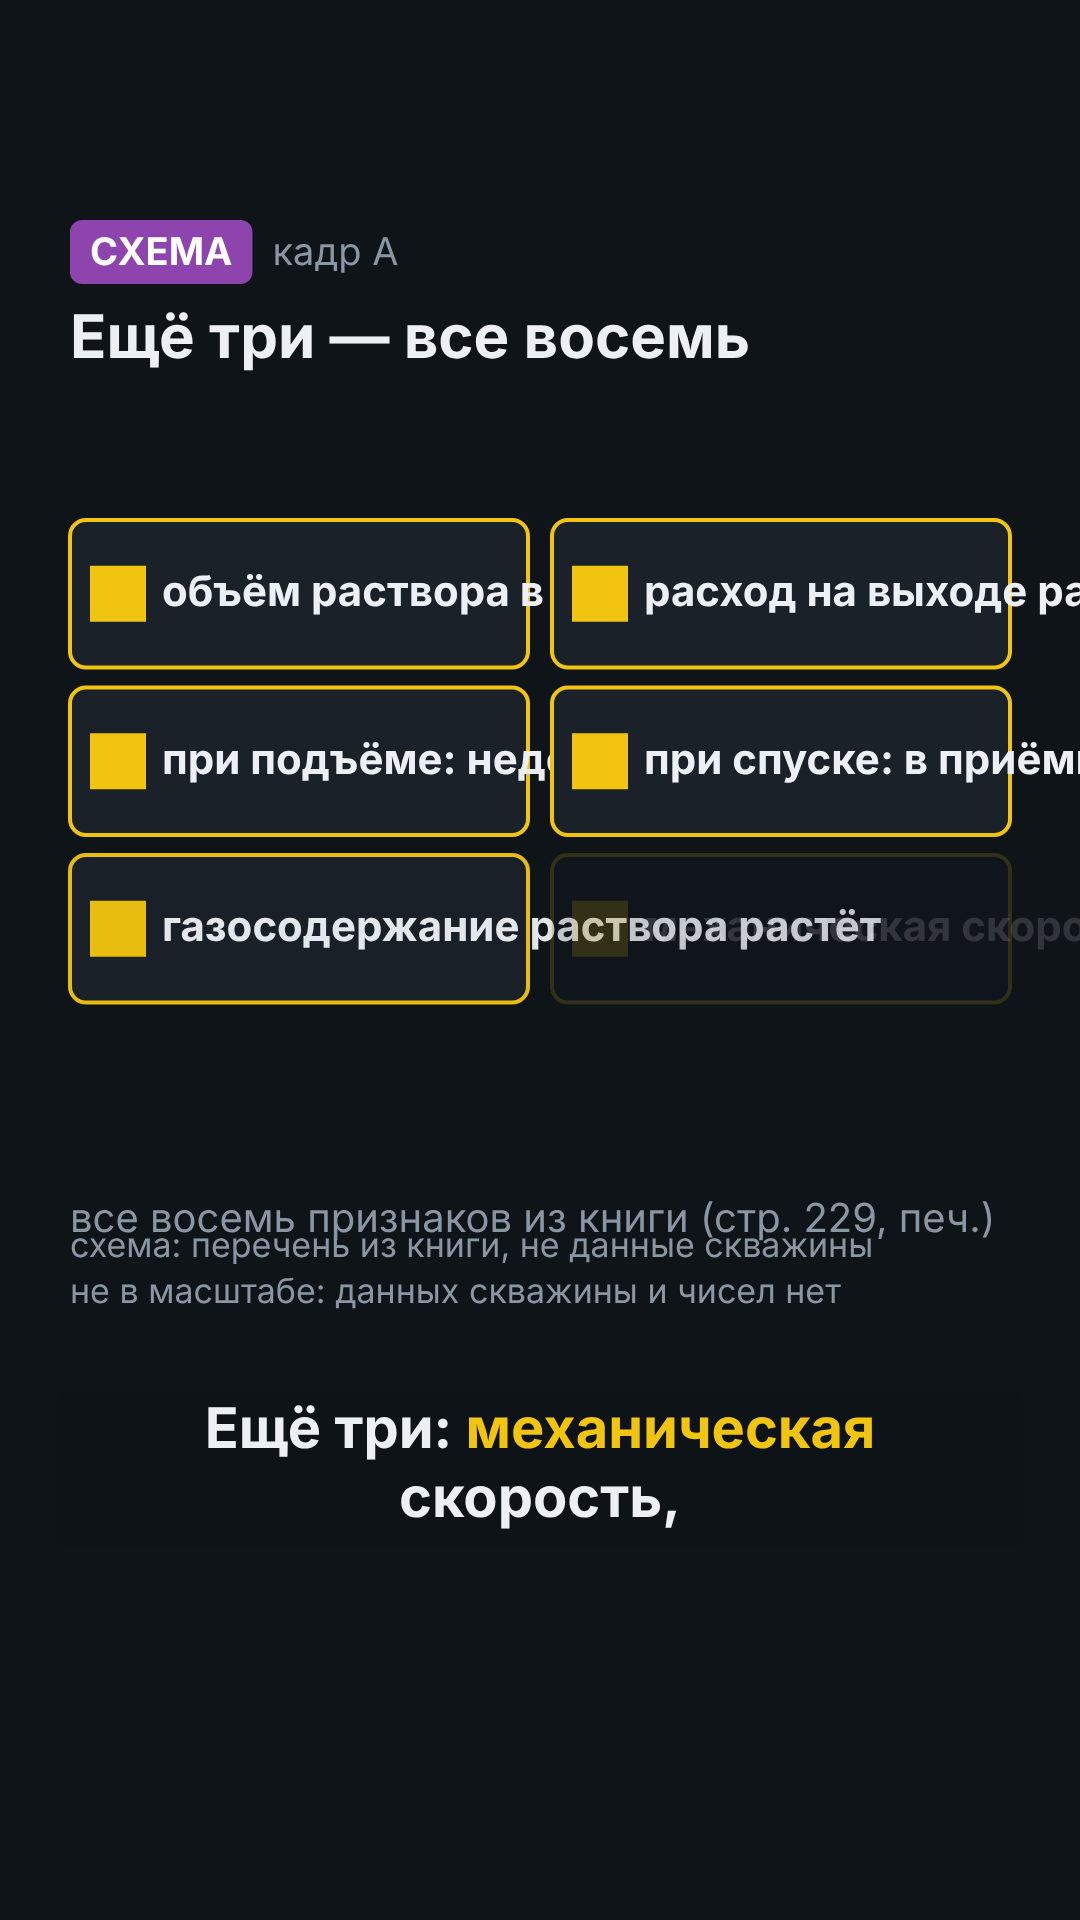 СХЕМА кадр А
Ещё три — все восемь
объём раствора в
расход на выходе ра
при подъёме: нед
при спуске: в приём
газосодержание раствора растёт
скоро
все восемь признаков из книги (стр. 229, печ.)
схема: перечень из книги, не данные скважины
не в масштабе: данных скважины и чисел нет
Ещё три: механическая
скорость,